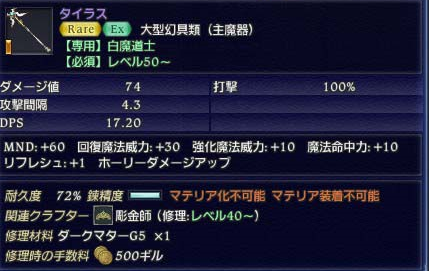 タイラス
Rare Ex 大型幻具類（主魔器）
【専用】白魔道士
【必須】レベル50～
ダメージ値 74 打撃 100%
攻撃間隔 4.3
DPS 17.20
MND: +60 回復魔法威力: +30 強化魔法威力: +10 魔法命中力: +10
リフレシュ: +1 ホーリーダメージアップ
耐久度 72% 錬精度 マテリア化不可能 マテリア装着不可能
関連クラフター 彫金師（修理:レベル40～）
修理材料 ダークマターG5 ×1
修理時の手数料 500ギル